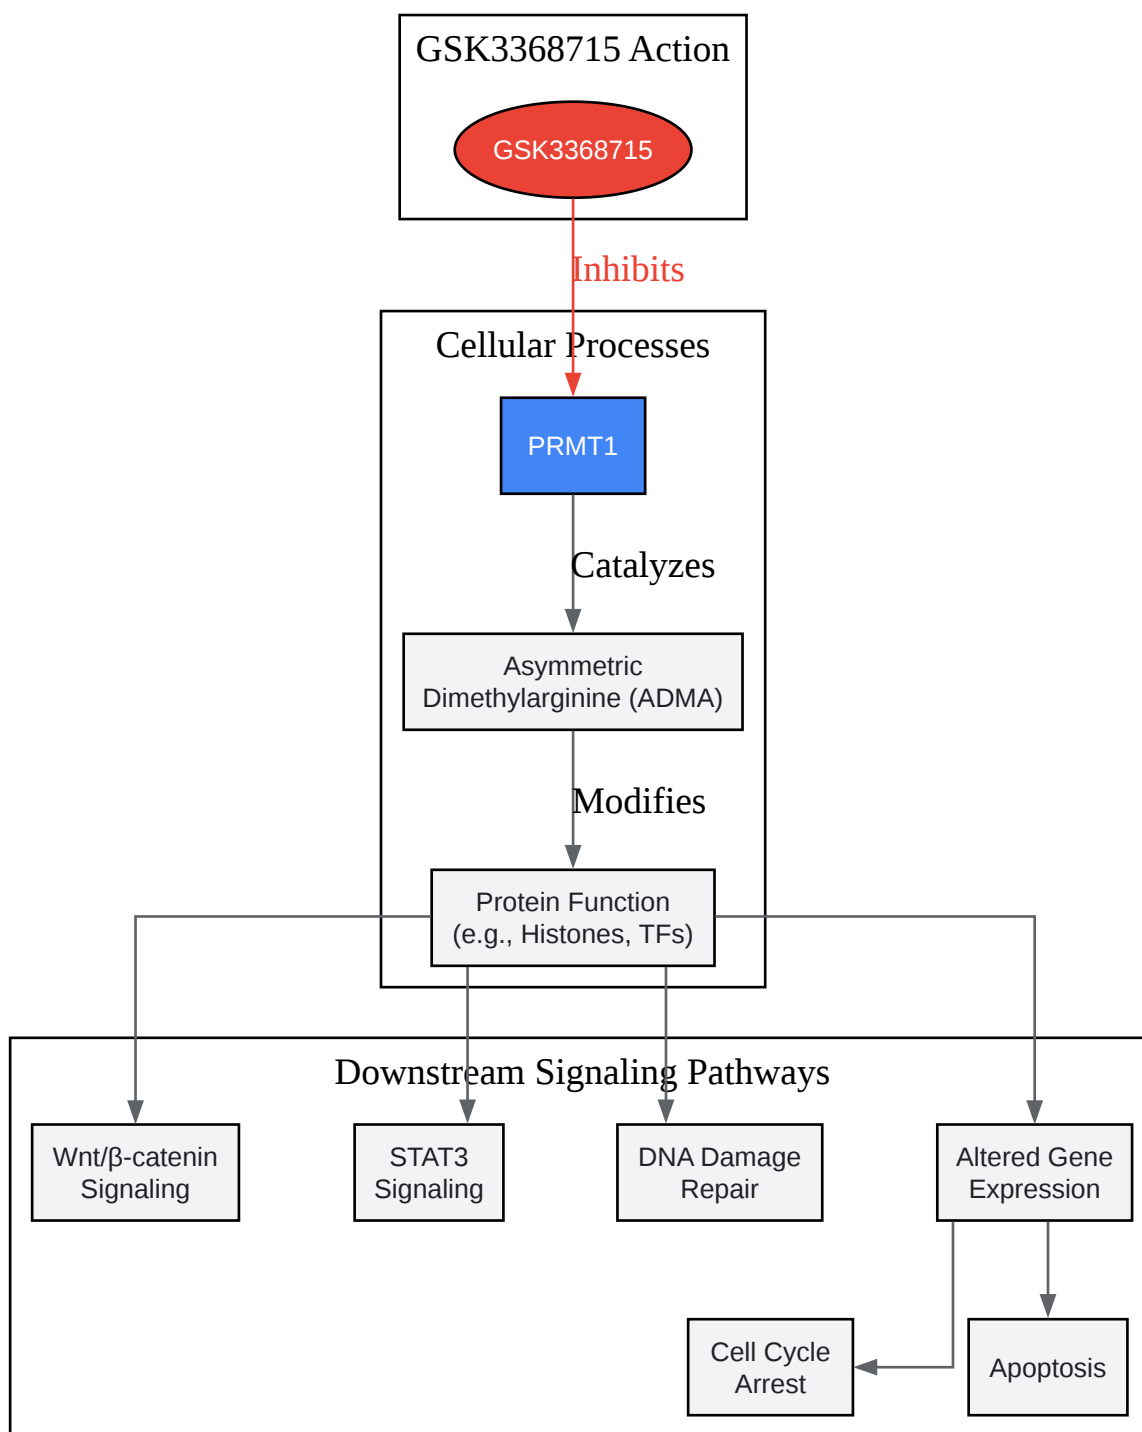 GSK3368715 Action
GSK3368715
Inhibits
Cellular Processes
PRMT1
Catalyzes
Asymmetric
Dimethylarginine (ADMA)
Modifies
Protein Function
(e.g., Histones, TFs)
Downstream Signaling Pathways
Wnt/β-catenin
Signaling
STAT3
Signaling
DNA Damage
Repair
Altered Gene
Expression
Cell Cycle
Arrest
Apoptosis